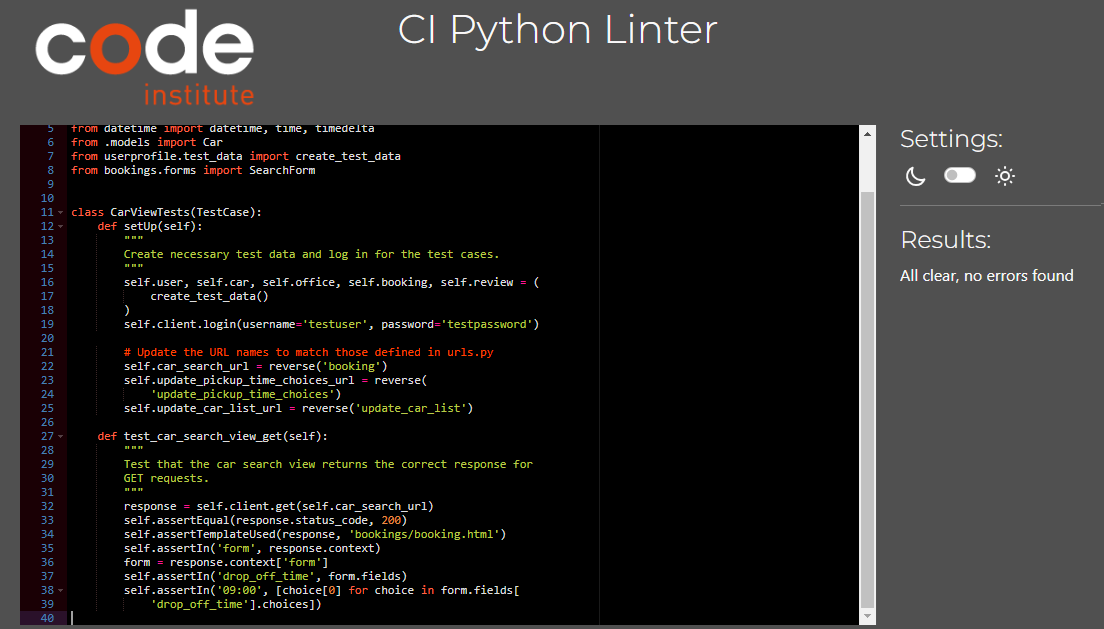 code
institute
CI Python Linter
5 from datetime import datetime, time, timedelta
6 from .models import Car
7 from userprofile.test_data import create_test_data
8 from bookings.forms import SearchForm
9
10
11 class CarViewTests(TestCase):
12     def setUp(self):
13         """
14         Create necessary test data and log in for the test cases.
15         """
16         self.user, self.car, self.office, self.booking, self.review = (
17             create_test_data()
18         )
19         self.client.login(username='testuser', password='testpassword')
20
21         # Update the URL names to match those defined in urls.py
22         self.car_search_url = reverse('booking')
23         self.update_pickup_time_choices_url = reverse(
24             'update_pickup_time_choices')
25         self.update_car_list_url = reverse('update_car_list')
26
27     def test_car_search_view_get(self):
28         """
29         Test that the car search view returns the correct response for
30         GET requests.
31         """
32         response = self.client.get(self.car_search_url)
33         self.assertEqual(response.status_code, 200)
34         self.assertTemplateUsed(response, 'bookings/booking.html')
35         self.assertIn('form', response.context)
36         form = response.context['form']
37         self.assertIn('drop_off_time', form.fields)
38         self.assertIn('09:00', [choice[0] for choice in form.fields[
39             'drop_off_time'].choices])
40
Settings:
Results:
All clear, no errors found